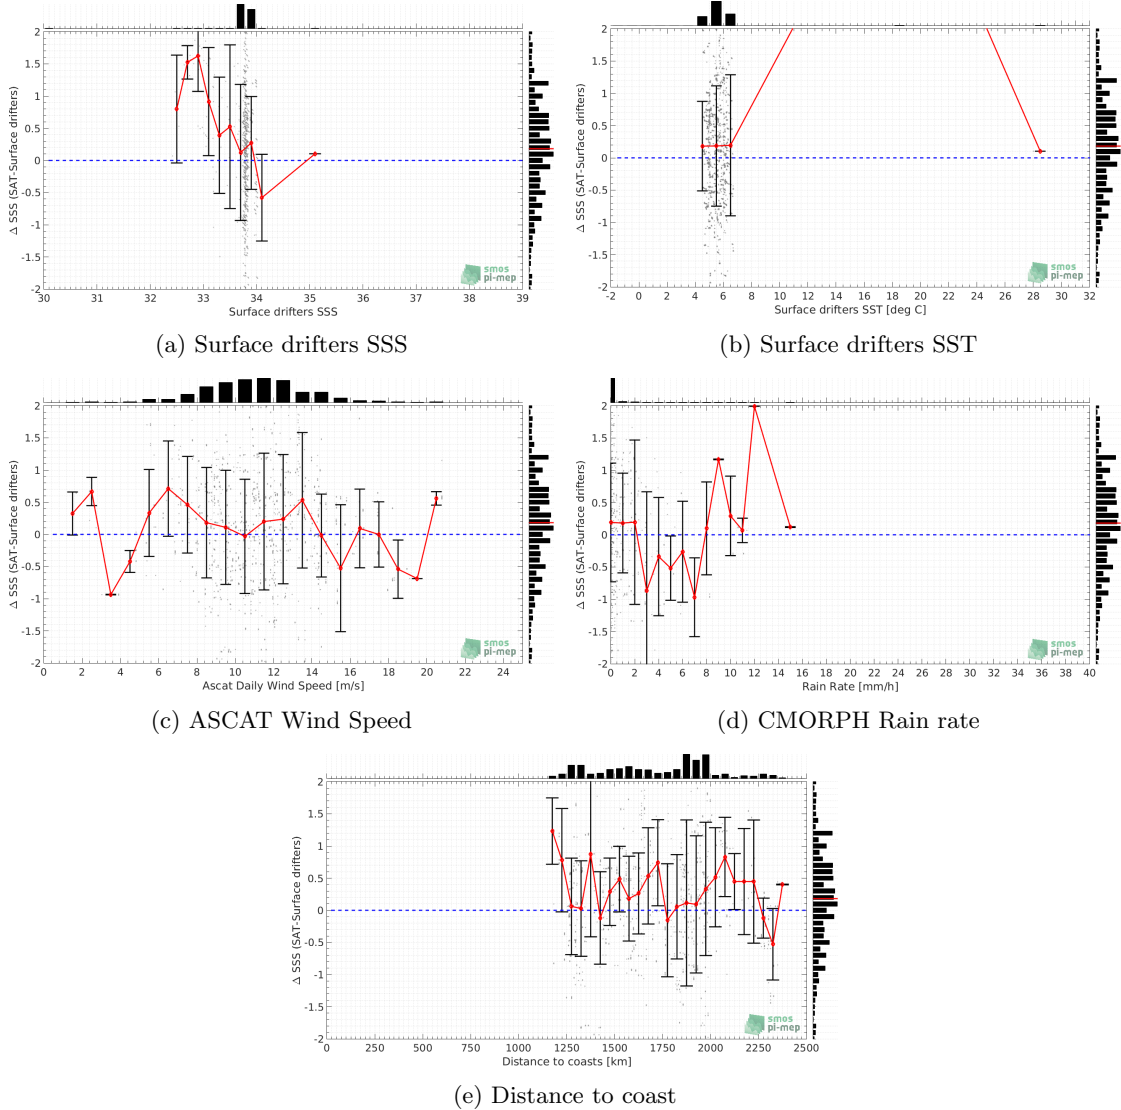 2
1.5
1
0.5
0
-0.5
-1
-1.5
-2
Δ SSS (SAT-Surface drifters)
30 31 32 33 34 35 36 37 38 39
Surface drifters SSS
smos
pi-mep
(a) Surface drifters SSS
2
1.5
1
0.5
0
-0.5
-1
-1.5
-2
Δ SSS (SAT-Surface drifters)
-2 0 2 4 6 8 10 12 14 16 18 20 22 24 26 28 30 32
Surface drifters SST [deg C]
smos
pi-mep
(b) Surface drifters SST
2
1.5
1
0.5
0
-0.5
-1
-1.5
-2
Δ SSS (SAT-Surface drifters)
0 2 4 6 8 10 12 14 16 18 20 22 24
Ascat Daily Wind Speed [m/s]
smos
pi-mep
(c) ASCAT Wind Speed
2
1.5
1
0.5
0
-0.5
-1
-1.5
-2
Δ SSS (SAT-Surface drifters)
0 2 4 6 8 10 12 14 16 18 20 22 24 26 28 30 32 34 36 38 40
Rain Rate [mm/h]
smos
pi-mep
(d) CMORPH Rain rate
2
1.5
1
0.5
0
-0.5
-1
-1.5
-2
Δ SSS (SAT-Surface drifters)
0 250 500 750 1000 1250 1500 1750 2000 2250 2500
Distance to coasts [km]
smos
pi-mep
(e) Distance to coast